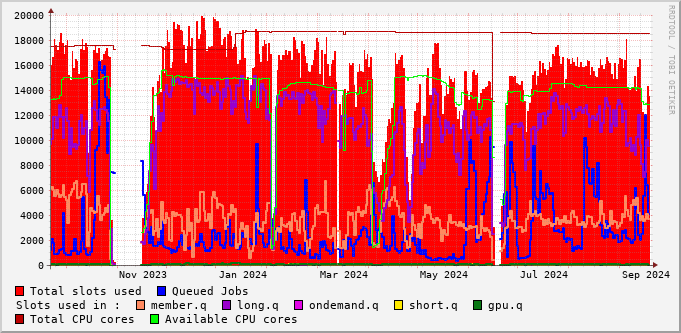 20000
18000
16000
14000
12000
10000
8000
6000
4000
2000
0
Nov 2023 Jan 2024 Mar 2024 May 2024 Jul 2024 Sep 2024
RRDTOOL / TOBI OETIKER
Total slots used Queued Jobs
Slots used in : member.q long.q ondemand.q short.q gpu.q
Total CPU cores Available CPU cores